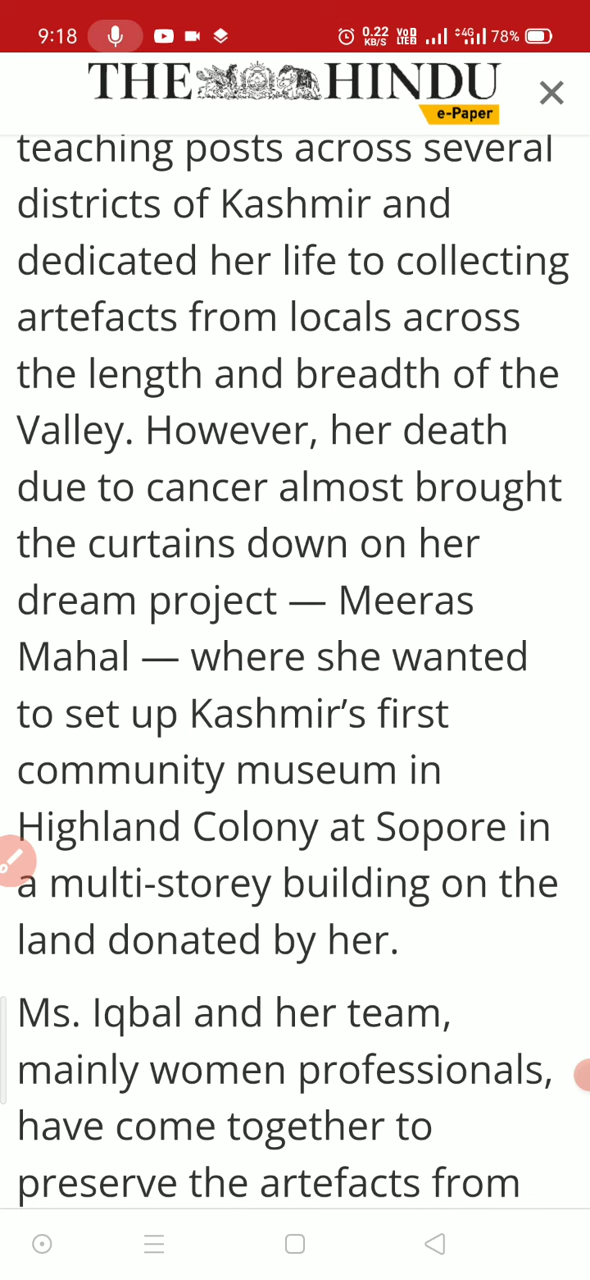 9:18 0.22 KB/S VoD LTE 4G 78%
THE HINDU
e-Paper
teaching posts across several
districts of Kashmir and
dedicated her life to collecting
artefacts from locals across
the length and breadth of the
Valley. However, her death
due to cancer almost brought
the curtains down on her
dream project — Meeras
Mahal — where she wanted
to set up Kashmir’s first
community museum in
Highland Colony at Sopore in
a multi-storey building on the
land donated by her.
Ms. Iqbal and her team,
mainly women professionals,
have come together to
preserve the artefacts from